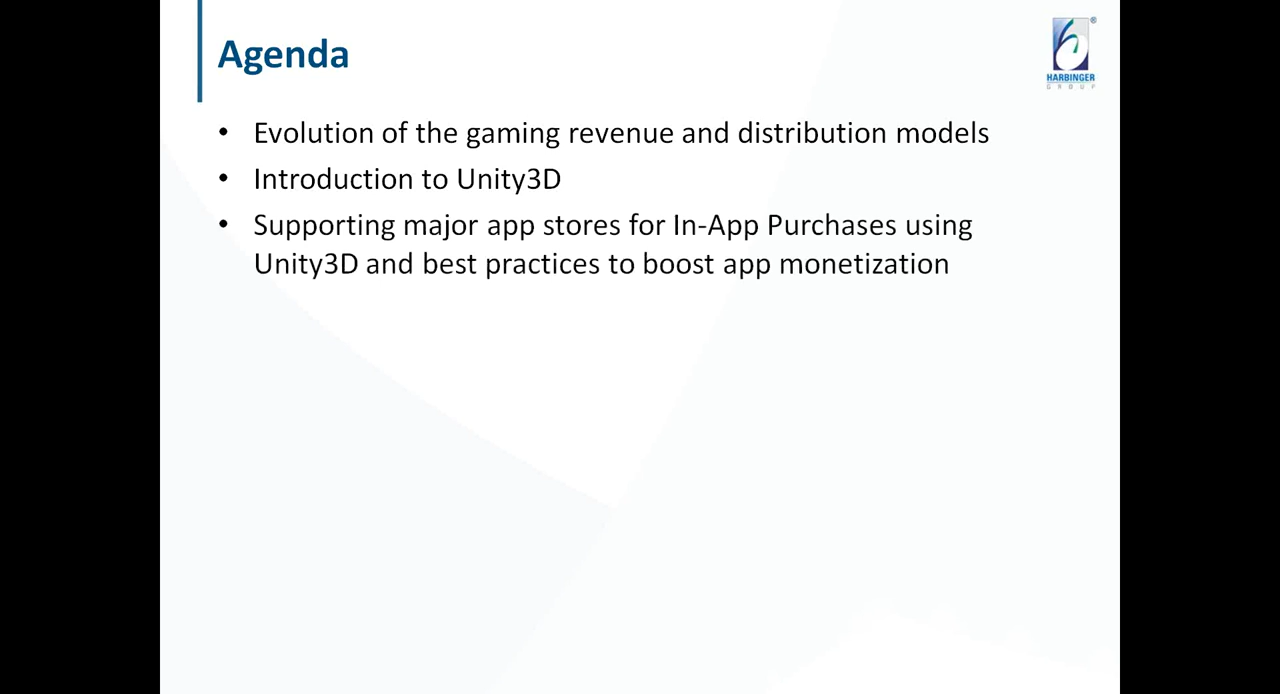 Agenda
®
HARBINGER
GROUP
• Evolution of the gaming revenue and distribution models
• Introduction to Unity3D
• Supporting major app stores for In-App Purchases using
Unity3D and best practices to boost app monetization